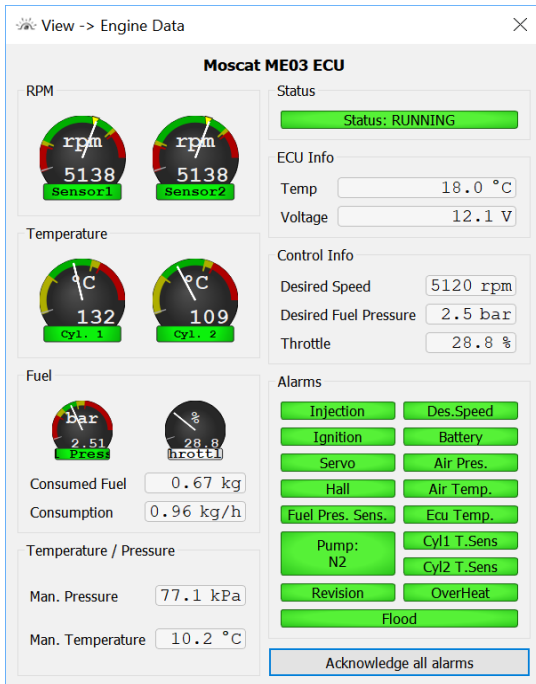 View -> Engine Data
Moscat ME03 ECU
RPM
rpm
5138
Sensor1
rpm
5138
Sensor2
Temperature
°C
132
Cyl. 1
°C
109
Cyl. 2
Fuel
bar
2.51
l Press
%
28.8
hrottl
Consumed Fuel 0.67 kg
Consumption 0.96 kg/h
Temperature / Pressure
Man. Pressure 77.1 kPa
Man. Temperature 10.2 °C
Status
Status: RUNNING
ECU Info
Temp 18.0 °C
Voltage 12.1 V
Control Info
Desired Speed 5120 rpm
Desired Fuel Pressure 2.5 bar
Throttle 28.8 %
Alarms
Injection Des.Speed
Ignition Battery
Servo Air Pres.
Hall Air Temp.
Fuel Pres. Sens. Ecu Temp.
Pump:
N2
Cyl1 T.Sens
Cyl2 T.Sens
Revision OverHeat
Flood
Acknowledge all alarms